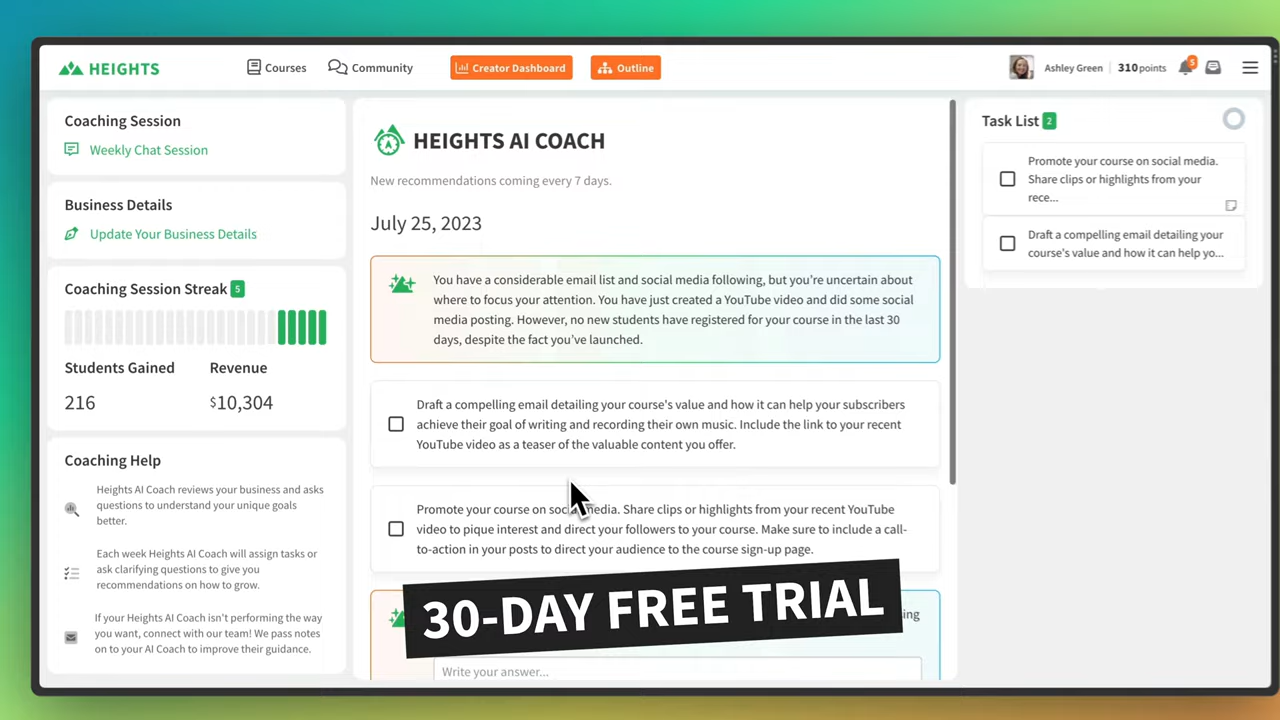 HEIGHTS
Courses
Community
Creator Dashboard
Outline
Ashley Green
310 points
5
Coaching Session
Weekly Chat Session
Business Details
Update Your Business Details
Coaching Session Streak 5
Students Gained
Revenue
216
$10,304
Coaching Help
Heights AI Coach reviews your business and asks
questions to understand your unique goals
better.
Each week Heights AI Coach will assign tasks or
ask clarifying questions to give you
recommendations on how to grow.
If your Heights AI Coach isn't performing the way
you want, connect with our team! We pass notes
on to your AI Coach to improve their guidance.
HEIGHTS AI COACH
New recommendations coming every 7 days.
July 25, 2023
You have a considerable email list and social media following, but you're uncertain about
where to focus your attention. You have just created a YouTube video and did some social
media posting. However, no new students have registered for your course in the last 30
days, despite the fact you've launched.
Draft a compelling email detailing your course's value and how it can help your subscribers
achieve their goal of writing and recording their own music. Include the link to your recent
YouTube video as a teaser of the valuable content you offer.
Promote your course on social media. Share clips or highlights from your recent YouTube
video to pique interest and direct your followers to your course. Make sure to include a call-
to-action in your posts to direct your audience to the course sign-up page.
30-DAY FREE TRIAL
Write your answer...
Task List 2
Promote your course on social media.
Share clips or highlights from your
rece...
Draft a compelling email detailing your
course's value and how it can help yo...